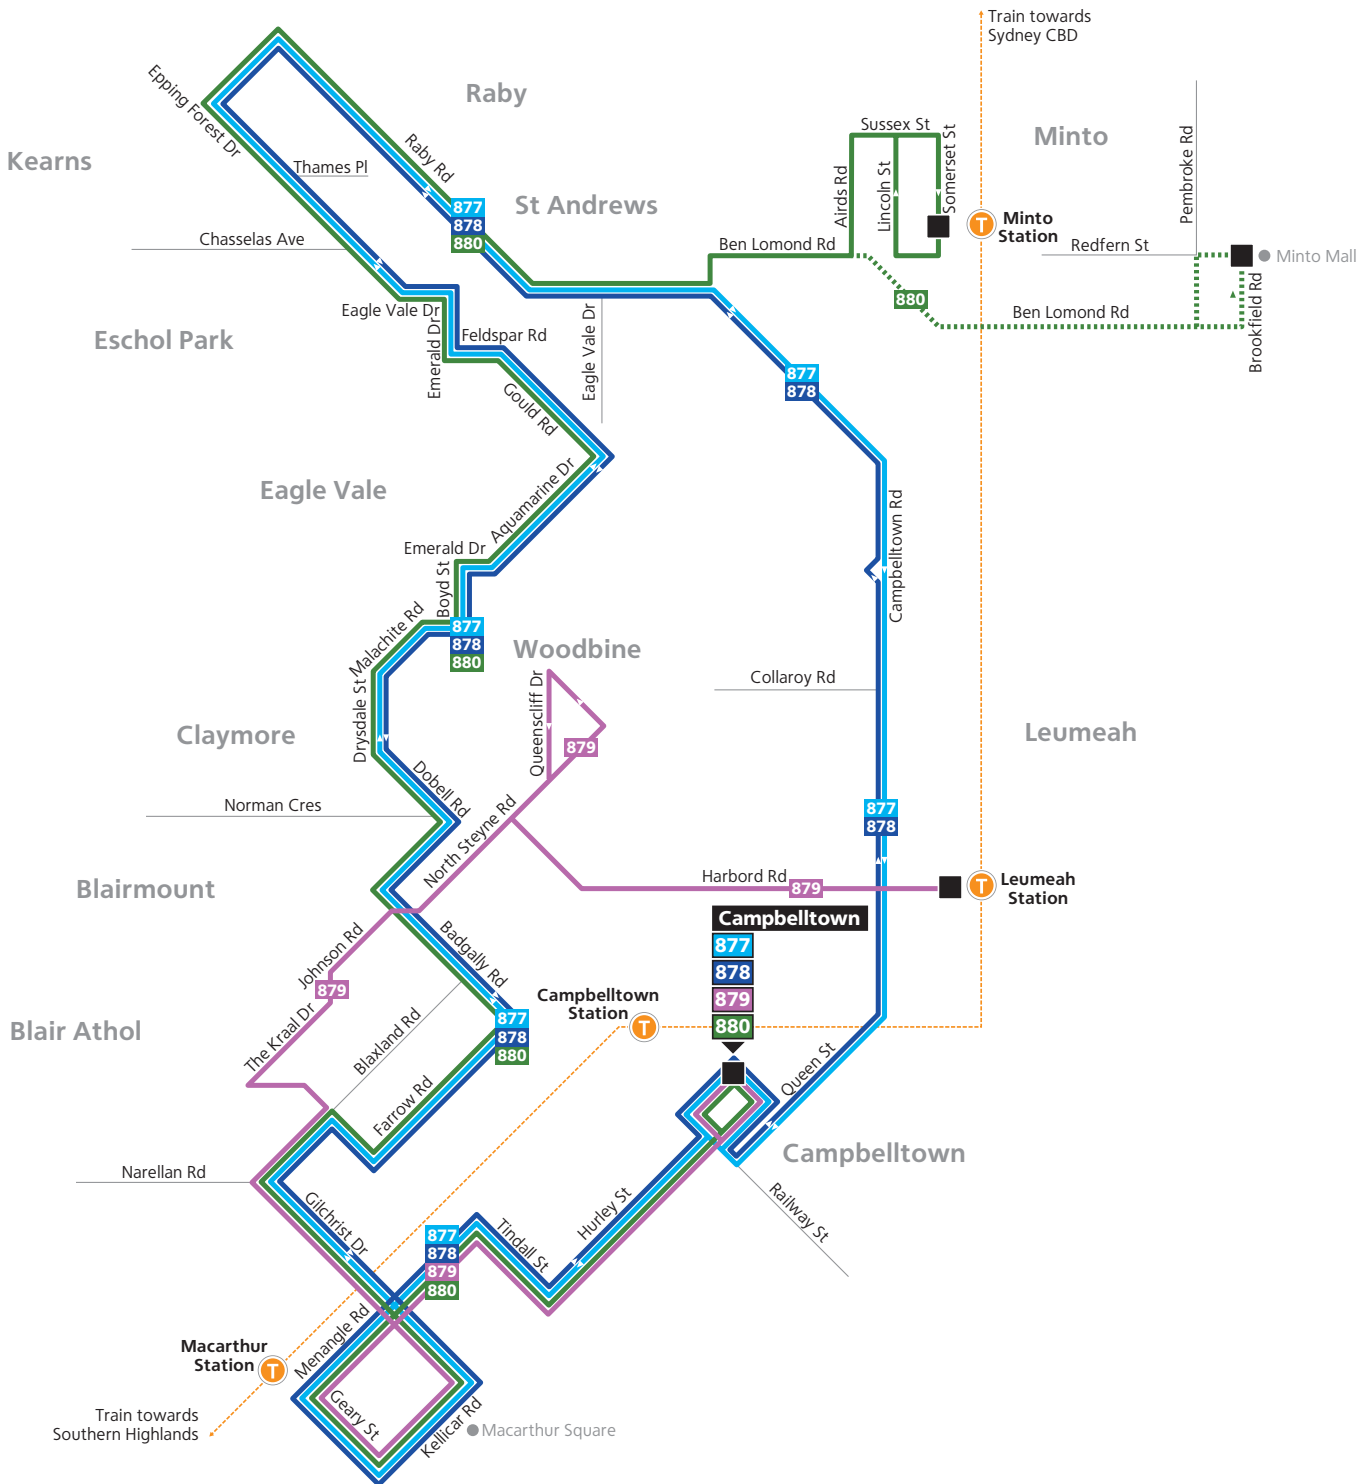 Train towards
Sydney CBD
Raby
Epping Forest Dr
Kearns
Raby Rd
Thames Pl
877
878
880
St Andrews
Chasselas Ave
Sussex St
Airds Rd
Lincoln St
Somerset St
Minto
Pembroke Rd
T
Minto
Station
Ben Lomond Rd
Redfern St
Minto Mall
880
Ben Lomond Rd
Brookfield Rd
Eagle Vale Dr
Emerald Dr
Feldspar Rd
Eschol Park
Gould Rd
Eagle Vale Dr
877
878
Eagle Vale
Aquamarine Dr
Campbelltown Rd
Emerald Dr
Boyd St
Malachite Rd
877
878
880
Woodbine
Drysdale St
Queenscliff Dr
Collaroy Rd
Claymore
879
Leumeah
Dobell Rd
Norman Cres
North Steyne Rd
877
878
Blairmount
Harbord Rd
879
T
Leumeah
Station
Campbelltown
877
878
879
880
Johnson Rd
Badgally Rd
879
Campbelltown
Station
T
Blair Athol
The Kraal Dr
Blaxland Rd
877
878
880
Farrow Rd
Queen St
Campbelltown
Narellan Rd
Railway St
Gilchrist Dr
Hurley St
Tindall St
877
878
879
880
Menangle Rd
Macarthur
Station
T
Geary St
Kellicar Rd
Train towards
Southern Highlands
Macarthur Square